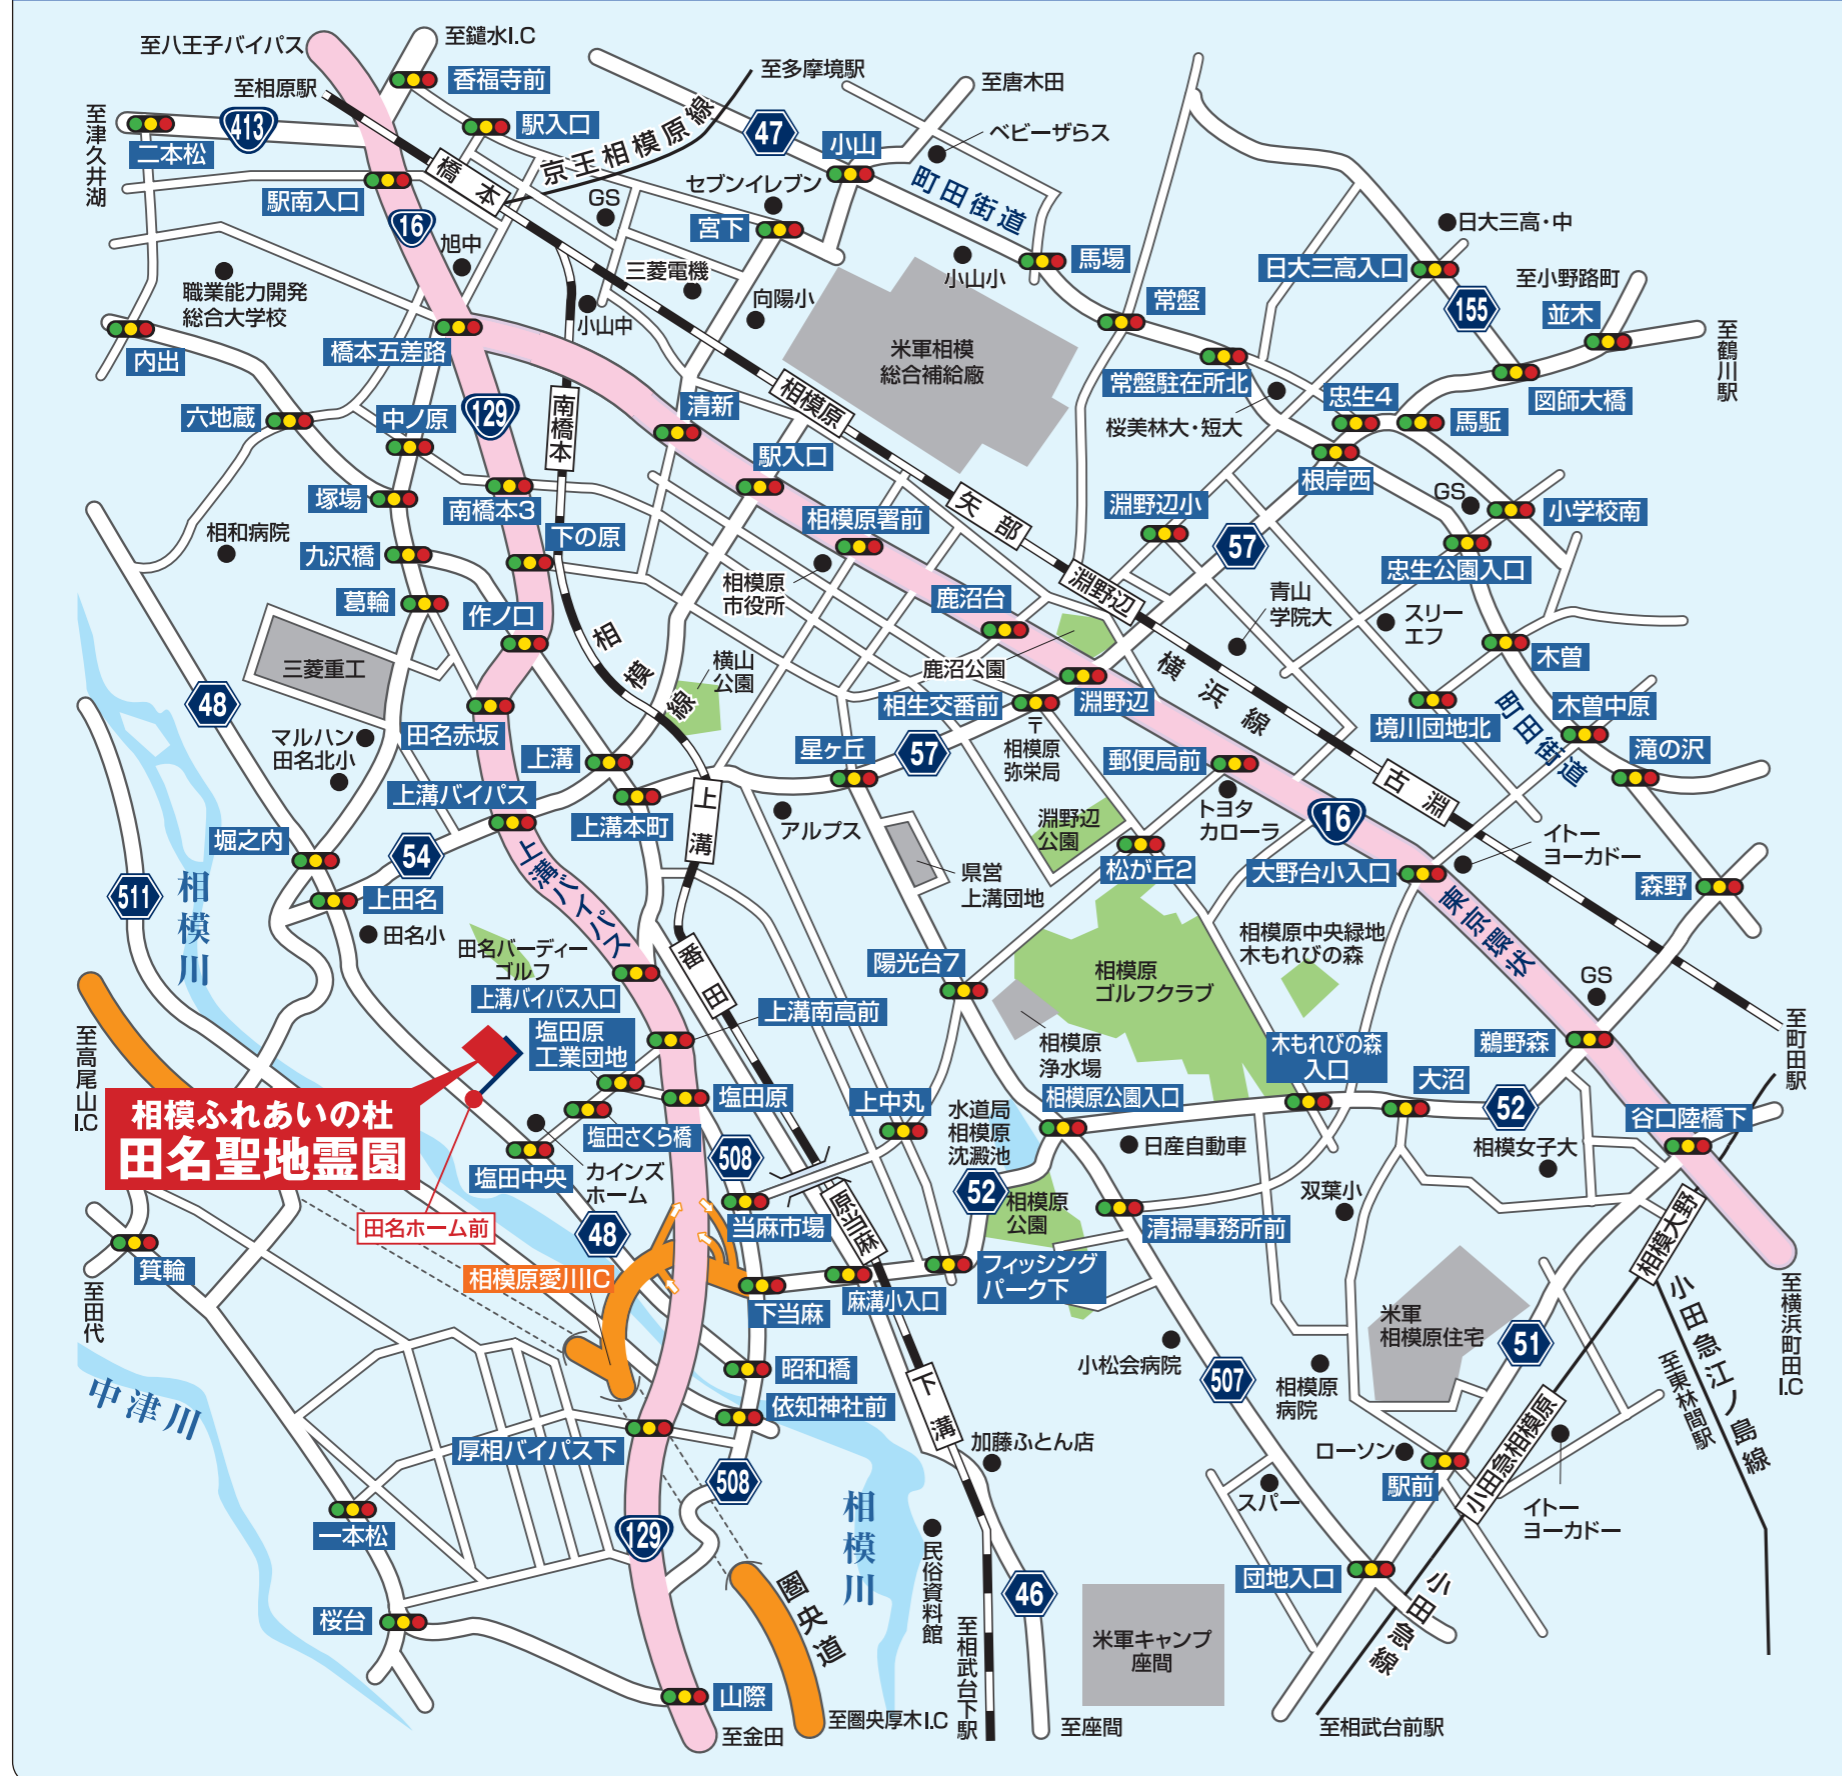 至八王子バイパス
至鑓水I.C
至相原駅
香福寺前
至多摩境駅
至唐木田
至津久井湖
413
二本松
駅入口
京王相模原線
47
小山
ベビーザらス
町田街道
駅南入口
橋本
16
GS
セブンイレブン
宮下
旭中
三菱電機
向陽小
小山小
馬場
日大三高・中
日大三高入口
至小野路町
155
並木
至鶴川駅
職業能力開発
総合大学校
小山中
常盤
内出
橋本五差路
米軍相模
総合補給廠
相模原
常盤駐在所北
桜美林大・短大
忠生4
馬駈
図師大橋
六地蔵
中ノ原
129
南橋本
清新
駅入口
根岸西
GS
小学校南
塚場
南橋本3
相模原署前
矢部
淵野辺小
57
忠生公園入口
相和病院
九沢橋
下の原
相模原
市役所
淵野辺
青山
学院大
スリー
エフ
葛輪
作ノ口
鹿沼台
木曽
三菱重工
相模線
横山
公園
鹿沼公園
横浜線
48
田名赤坂
相生交番前
淵野辺
境川団地北
町田街道
木曽中原
滝の沢
マルハン
田名北小
上溝
星ヶ丘
57
〒
相模原
弥栄局
郵便局前
トヨタ
カローラ
古淵
上溝バイパス
上溝本町
上溝
アルプス
淵野辺
公園
16
イトー
ヨーカドー
堀之内
54
511
相模川
上田名
田名小
上溝バイパス
県営
上溝団地
松が丘2
大野台小入口
森野
東京環状
田名バーディー
ゴルフ
上溝バイパス入口
番田
陽光台7
相模原
ゴルフクラブ
相模原中央緑地
木もれびの森
GS
至高尾山I.C
塩田原
工業団地
上溝南高前
相模原
浄水場
木もれびの森
入口
鵜野森
至町田駅
相模ふれあいの杜
田名聖地霊園
塩田原
上中丸
水道局
相模原
沈澱池
相模原公園入口
大沼
52
谷口陸橋下
塩田さくら橋
508
日産自動車
相模女子大
塩田中央
カインズ
ホーム
52
相模原
公園
双葉小
田名ホーム前
48
当麻市場
原当麻
清掃事務所前
相模大野
箕輪
相模原愛川IC
フィッシング
パーク下
至田代
下当麻
麻溝小入口
米軍
相模原住宅
51
小田急江ノ島線
至横浜町田I.C
至東林間駅
中津川
昭和橋
依知神社前
下溝
小松会病院
507
相模原
病院
厚相バイパス下
加藤ふとん店
ローソン
駅前
小田急相模原
508
スパー
イトー
ヨーカドー
一本松
129
相模川
民俗資料館
団地入口
小田急線
圏央道
46
桜台
米軍キャンプ
座間
至相武台下駅
山際
至金田
至圏央厚木I.C
至座間
至相武台前駅